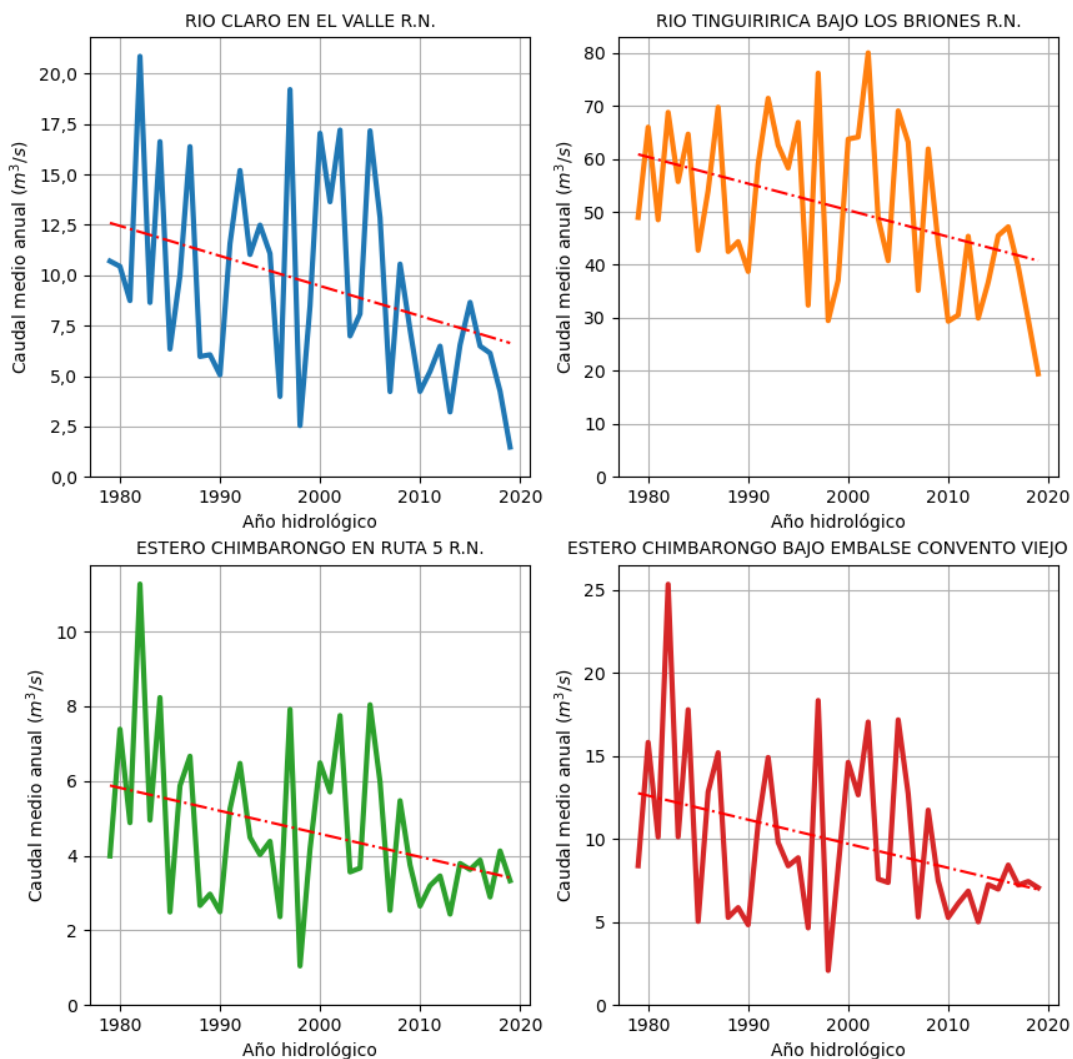 RIO CLARO EN EL VALLE R.N.
Caudal medio anual (m³/s)
20,0
17,5
15,0
12,5
10,0
7,5
5,0
2,5
0,0
1980 1990 2000 2010 2020
Año hidrológico
RIO TINGUIRIRICA BAJO LOS BRIONES R.N.
Caudal medio anual (m³/s)
80
70
60
50
40
30
20
10
0
1980 1990 2000 2010 2020
Año hidrológico
ESTERO CHIMBARONGO EN RUTA 5 R.N.
Caudal medio anual (m³/s)
10
8
6
4
2
0
1980 1990 2000 2010 2020
Año hidrológico
ESTERO CHIMBARONGO BAJO EMBALSE CONVENTO VIEJO
Caudal medio anual (m³/s)
25
20
15
10
5
0
1980 1990 2000 2010 2020
Año hidrológico